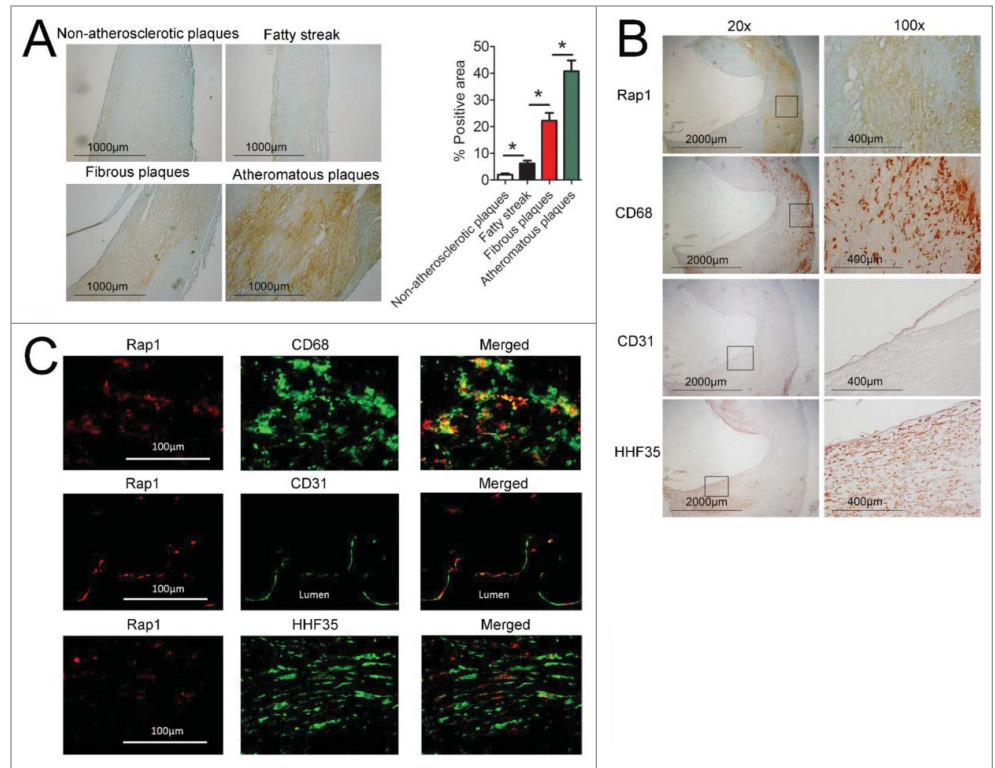 A
Non-atherosclerotic plaques
Fatty streak
1000μm
1000μm
Fibrous plaques
Atheromatous plaques
1000μm
1000μm
% Positive area
50
40
30
20
10
0
*
*
*
Non-atherosclerotic plaques
Fatty streak
Fibrous plaques
Atheromatous plaques
B
20x
100x
Rap1
2000μm
400μm
CD68
2000μm
400μm
CD31
2000μm
400μm
HHF35
2000μm
400μm
C
Rap1
CD68
Merged
100μm
Rap1
CD31
Merged
100μm
Lumen
Lumen
Rap1
HHF35
Merged
100μm